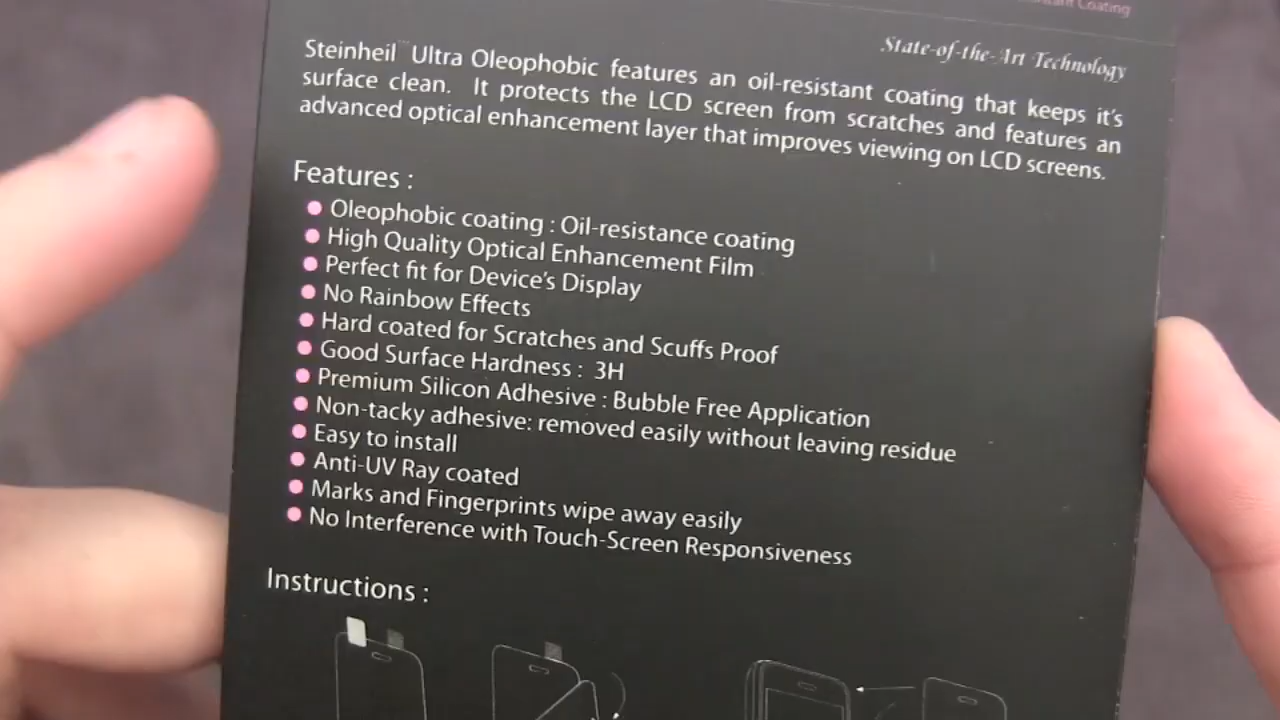 Coating
State-of-the-Art Technology
Steinheil™ Ultra Oleophobic features an oil-resistant coating that keeps it's
surface clean. It protects the LCD screen from scratches and features an
advanced optical enhancement layer that improves viewing on LCD screens.
Features :
Oleophobic coating : Oil-resistance coating
High Quality Optical Enhancement Film
Perfect fit for Device's Display
No Rainbow Effects
Hard coated for Scratches and Scuffs Proof
Good Surface Hardness : 3H
Premium Silicon Adhesive : Bubble Free Application
Non-tacky adhesive: removed easily without leaving residue
Easy to install
Anti-UV Ray coated
Marks and Fingerprints wipe away easily
No Interference with Touch-Screen Responsiveness
Instructions :